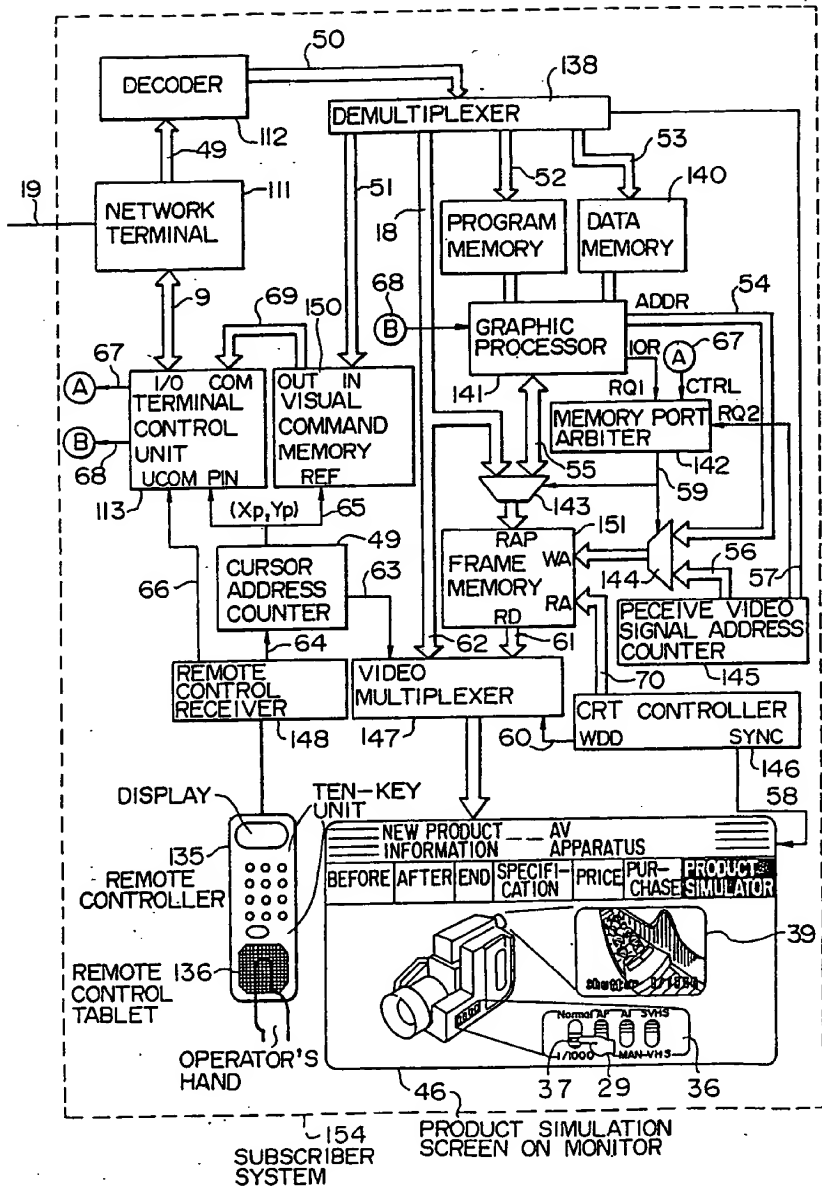 50
138
DECODER
DEMULTIPLEXER
112
49
53
51
18
52
140
19
111
NETWORK
TERMINAL
PROGRAM
MEMORY
DATA
MEMORY
9
69
150
68
B
ADDR
54
GRAPHIC
PROCESSOR
IOR
A
67
67
A
I/O COM
OUT IN
141
RQ1
CTRL
RQ2
TERMINAL
CONTROL
UNIT
VISUAL
COMMAND
MEMORY
MEMORY PORT
ARBITER
B
68
UCOM PIN
REF
55
142
113
(Xp,Yp)
65
143
59
49
151
RAP
FRAME
MEMORY
WA
144
56
57
66
CURSOR
ADDRESS
COUNTER
63
RA
RD
PECEIVE VIDEO
SIGNAL ADDRESS
COUNTER
64
62
61
145
REMOTE
CONTROL
RECEIVER
VIDEO
MULTIPLEXER
70
CRT CONTROLLER
148
147
60
WDD SYNC
146
DISPLAY
TEN-KEY
UNIT
58
135
NEW PRODUCT
INFORMATION
AV
APPARATUS
REMOTE
CONTROLLER
BEFORE AFTER END SPECIFI-
CATION PRICE PUR-
CHASE PRODUCT
SIMULATOR
39
136
REMOTE
CONTROL
TABLET
shutter 1/1000
Normal AF AI SVHS
OPERATOR'S
HAND
1/1000 MAN VHS
37 29 36
46
154
PRODUCT SIMULATION
SCREEN ON MONITOR
SUBSCRIBER
SYSTEM